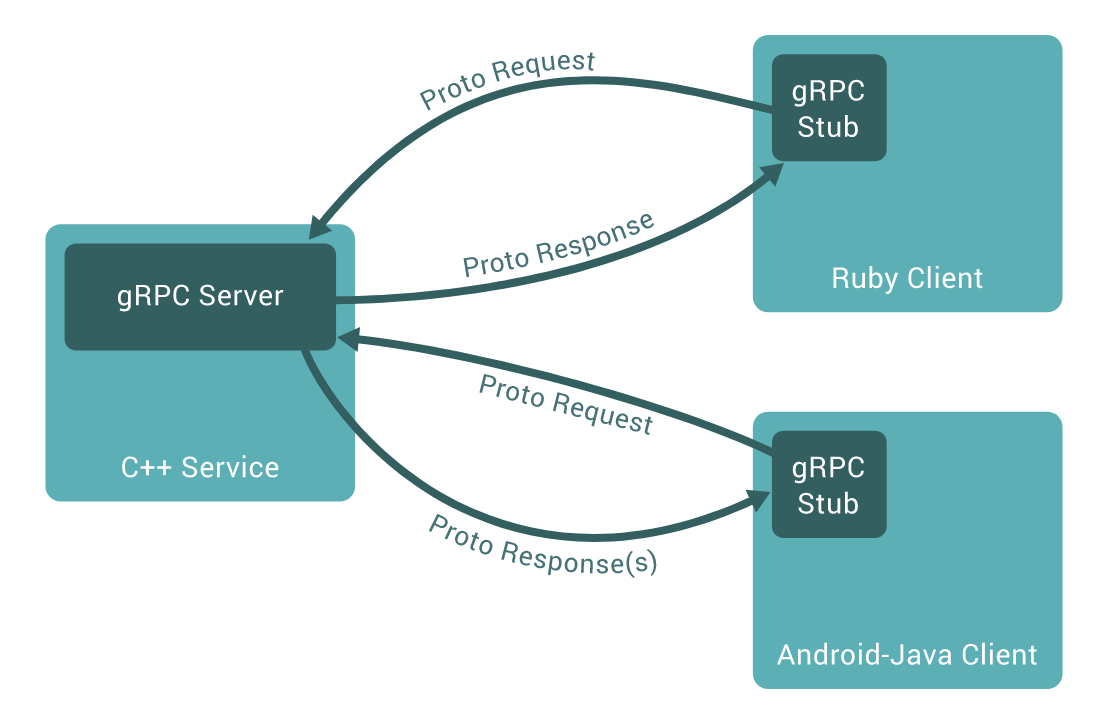 Proto Request
gRPC
Stub
Proto Response
Ruby Client
gRPC Server
C++ Service
Proto Request
gRPC
Stub
Proto Response(s)
Android-Java Client